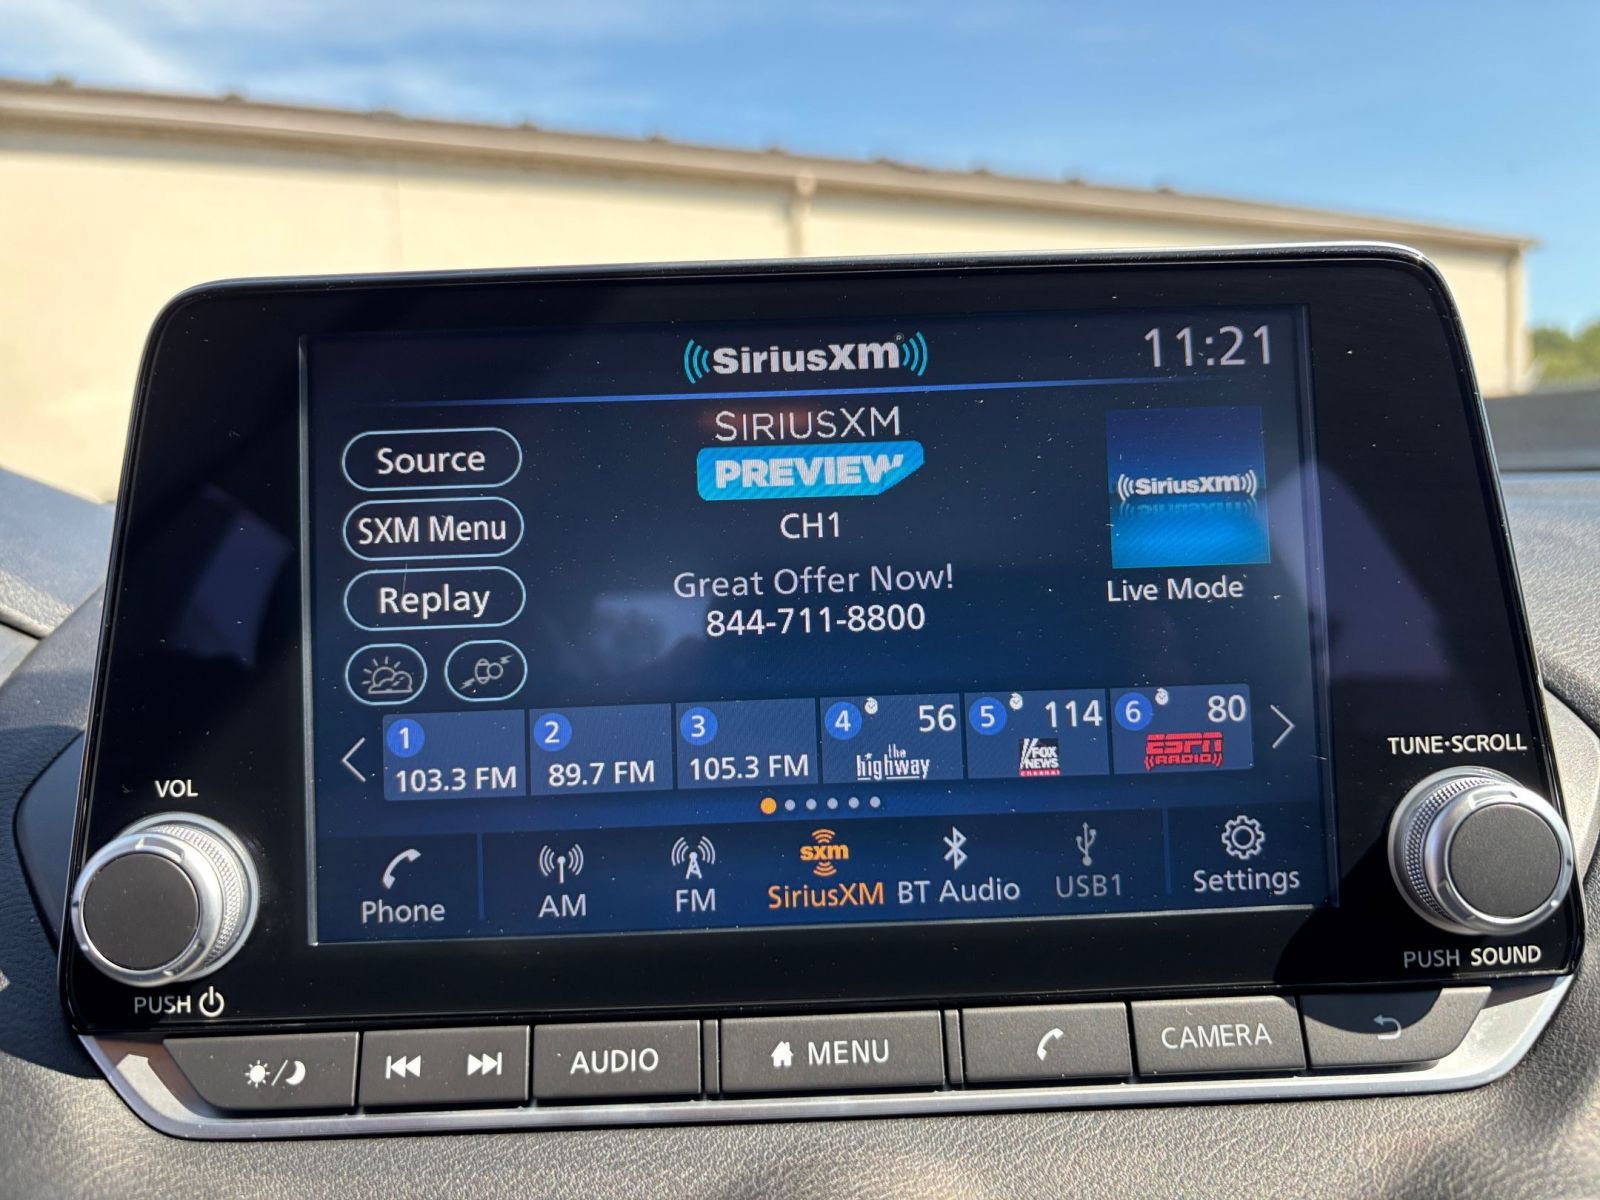 SiriusXM
11:21
Source
SXM Menu
Replay
SIRIUSXM
PREVIEW
CH1
Great Offer Now!
844-711-8800
SiriusXM
SiriusXM
Live Mode
1
103.3 FM
2
89.7 FM
3
105.3 FM
4 56
the
highway
5 114
FOX
NEWS
channel
6 80
ESPN
RADIO
Phone
AM
FM
sxm
SiriusXM
BT Audio
USB1
Settings
VOL
PUSH
TUNE·SCROLL
PUSH SOUND
AUDIO
MENU
CAMERA